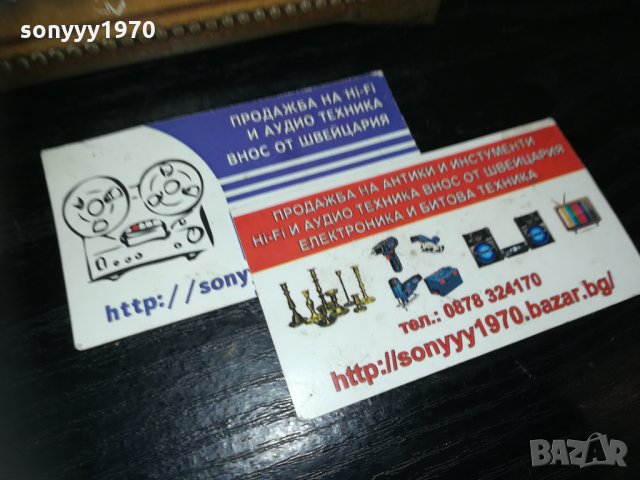 sonyyy1970
ПРОДАЖБА НА Hi-Fi
И АУДИО ТЕХНИКА
ВНОС ОТ ШВЕЙЦАРИЯ
http://sony
ПРОДАЖБА НА АНТИКИ И ИНСТУМЕНТИ
Hi-Fi И АУДИО ТЕХНИКА ВНОС ОТ ШВЕЙЦАРИЯ
ЕЛЕКТРОНИКА И БИТОВА ТЕХНИКА
тел.: 0878 324170
http://sonyyy1970.bazar.bg/
BAZAR
.bg